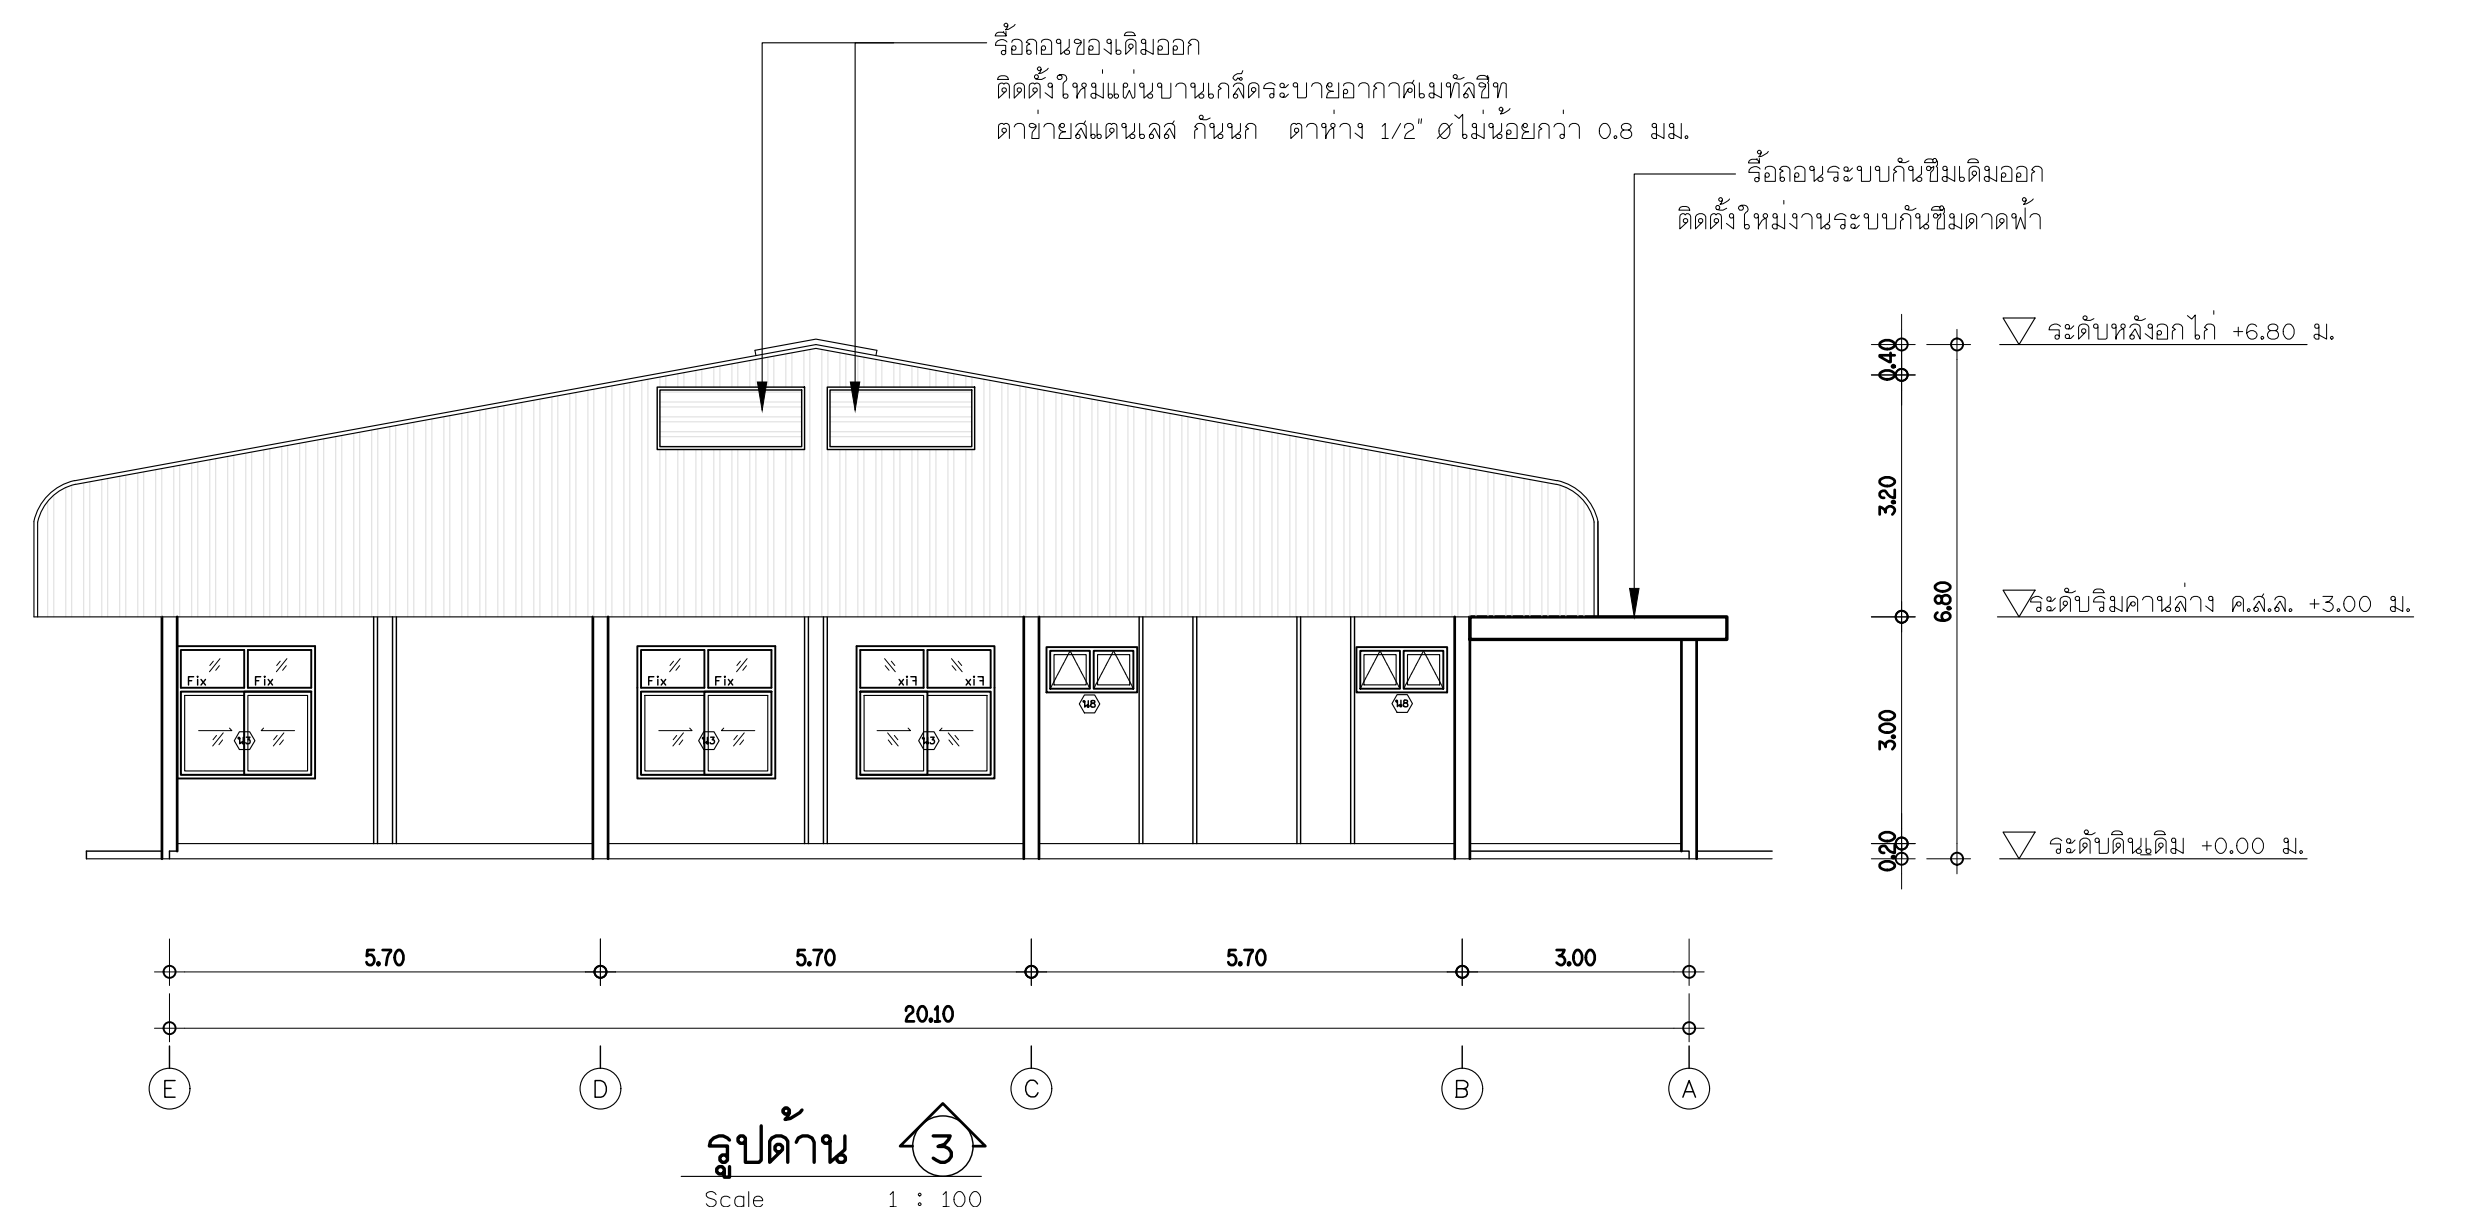 รื้อถอนของเดิมออก
ติดตั้งใหม่แผ่นบานเกล็ดระบายอากาศเมทัลชีท
ตาข่ายสแตนเลส กันนก ตาห่าง 1/2" Øไม่น้อยกว่า 0.8 มม.
รื้อถอนระบบกันซึมเดิมออก
ติดตั้งใหม่งานระบบกันซึมดาดฟ้า
ระดับหลังอกไก่ +6.80 ม.
0.40
3.20
6.80
ระดับริมคานล่าง ค.ส.ล. +3.00 ม.
3.00
0.20
ระดับดินเดิม +0.00 ม.
Fix Fix Fix Fix Fix Fix
น3 น3 น3 น8 น8
5.70 5.70 5.70 3.00
20.10
E D C B A
รูปด้าน 3
Scale 1 : 100